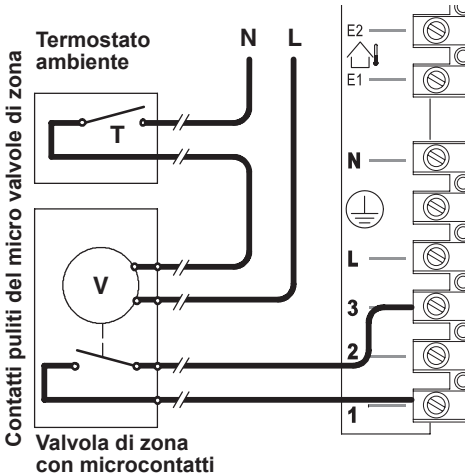 Termostato
ambiente
N L
E2
E1
T
N
Contatti puliti del micro valvole di zona
V
L
3
2
1
Valvola di zona
con microcontatti